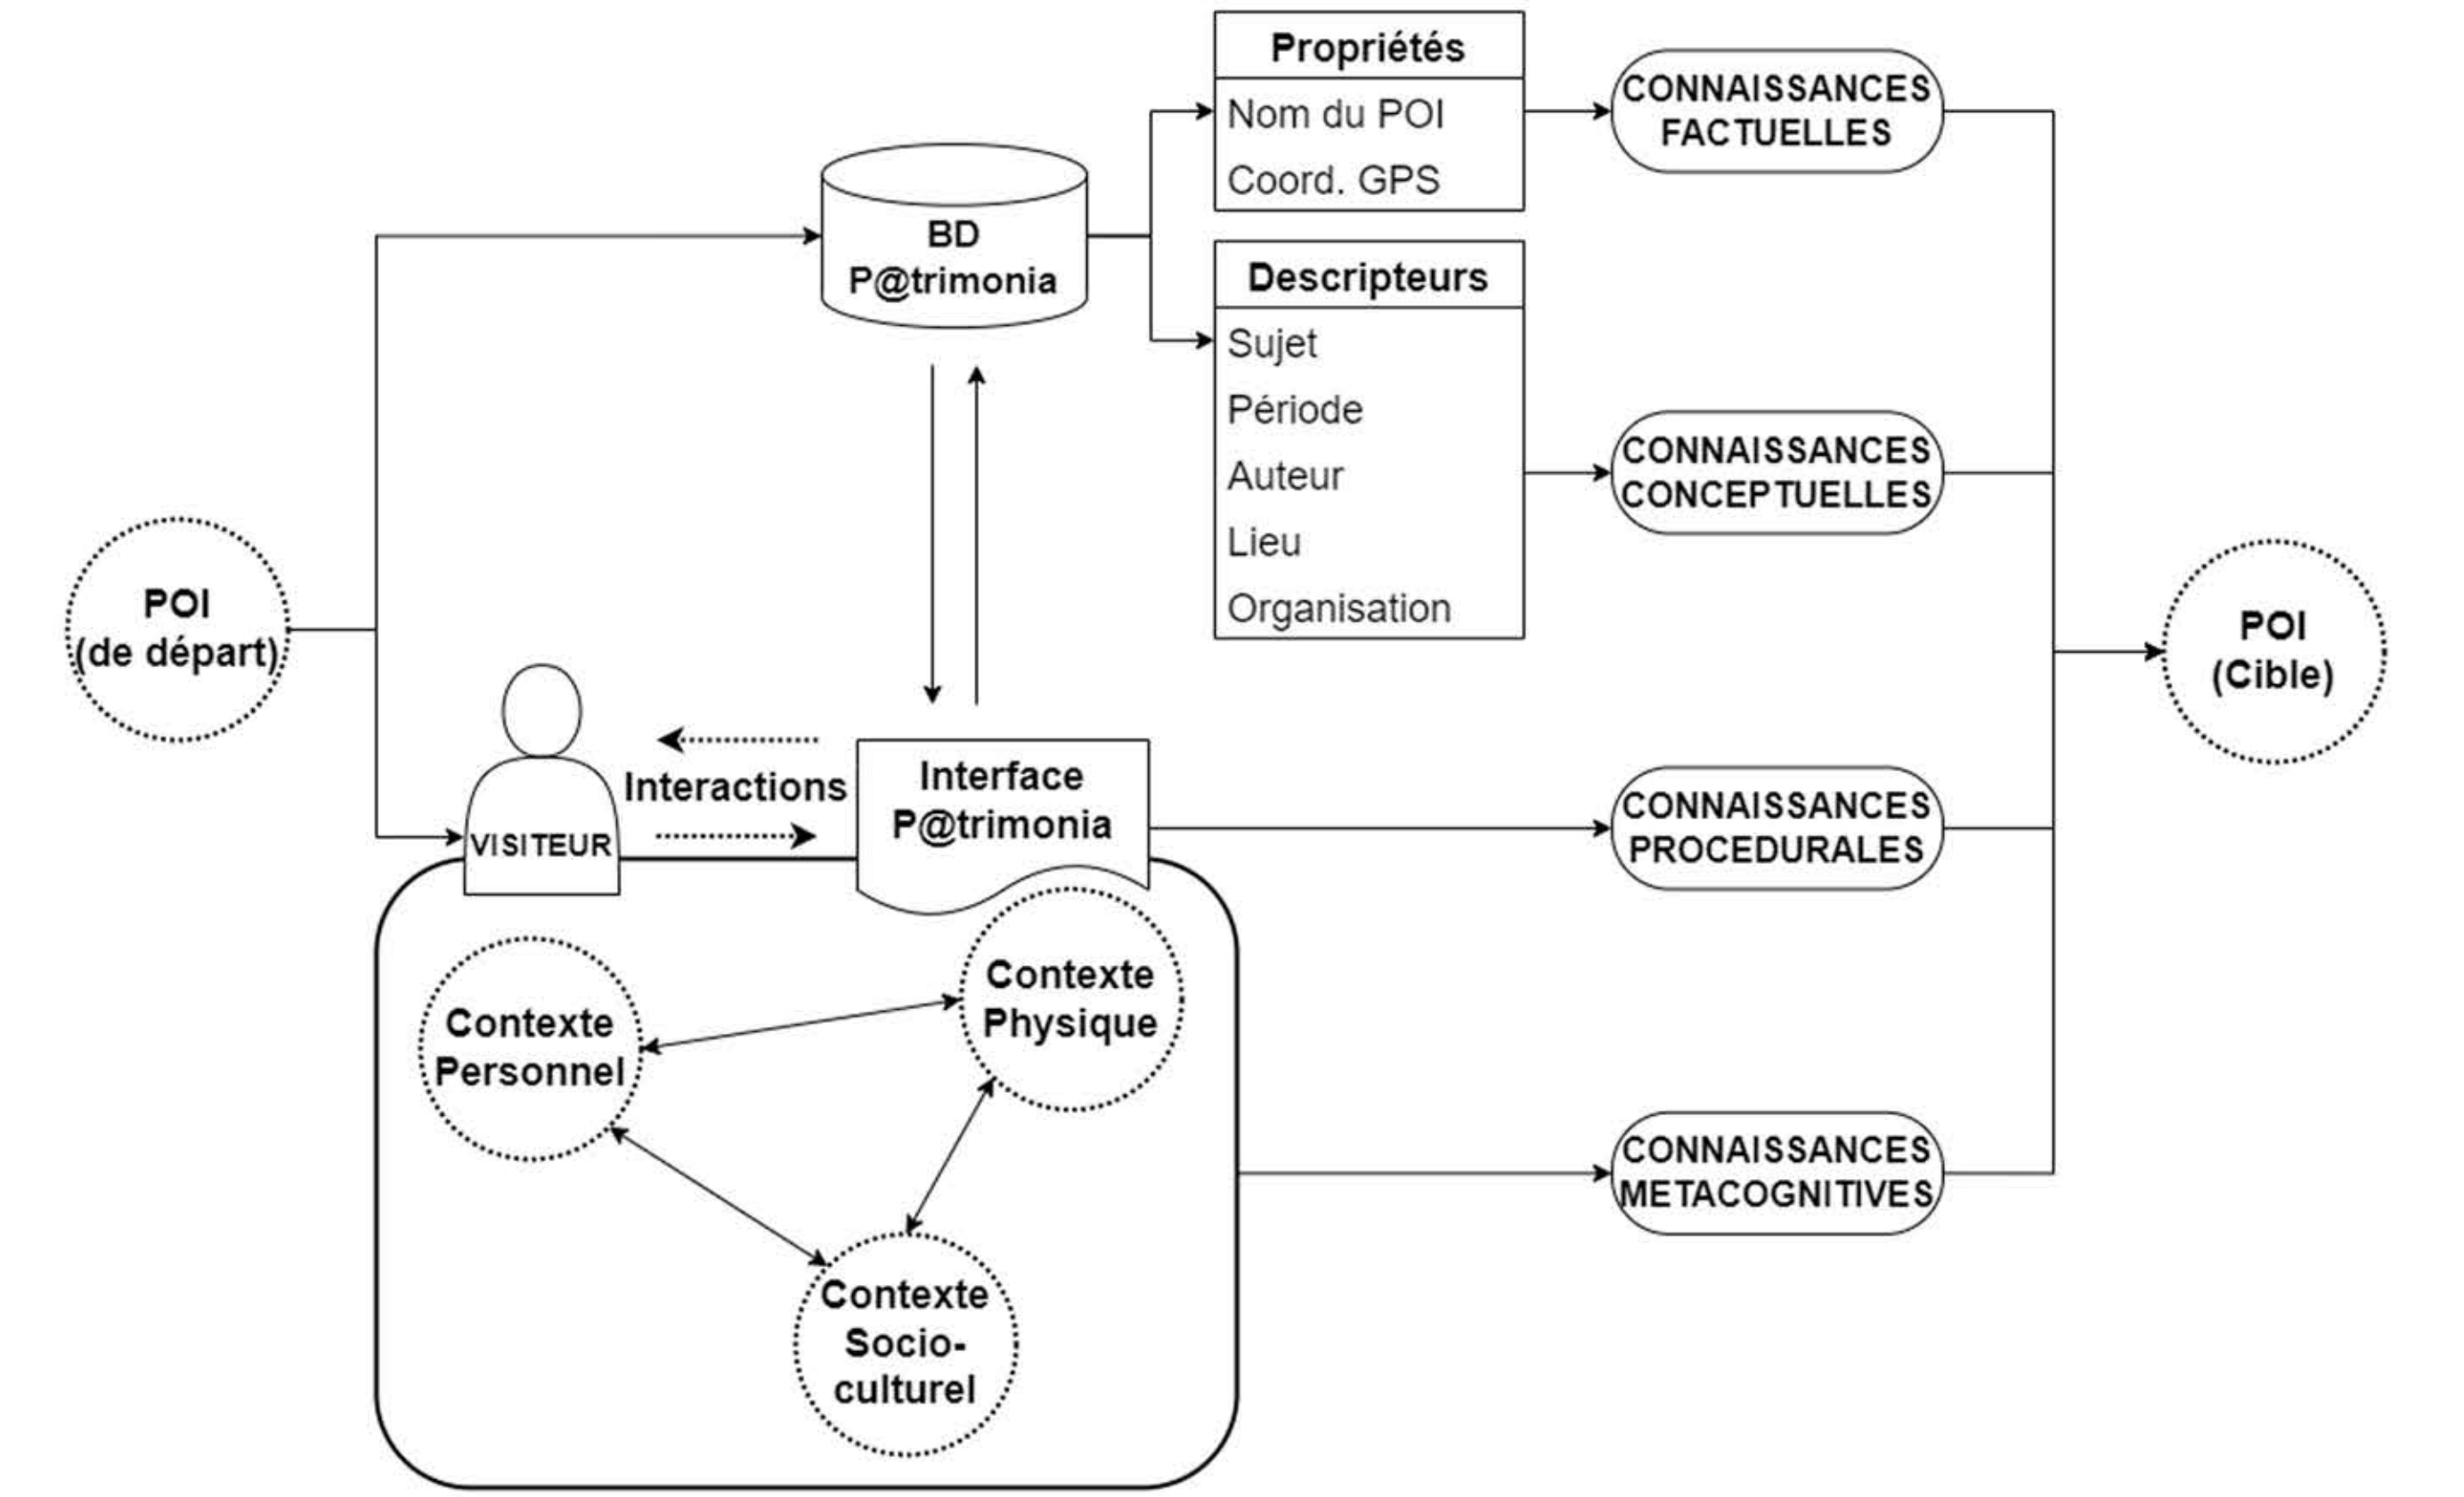 Propriétés
Nom du POI
Coord. GPS
CONNAISSANCES
FACTUELLES
BD
P@trimonia
Descripteurs
Sujet
Période
Auteur
Lieu
Organisation
CONNAISSANCES
CONCEPTUELLES
POI
(de départ)
POI
(Cible)
VISITEUR
Interactions
Interface
P@trimonia
CONNAISSANCES
PROCEDURALES
Contexte
Personnel
Contexte
Physique
Contexte
Socio-
culturel
CONNAISSANCES
METACOGNITIVES